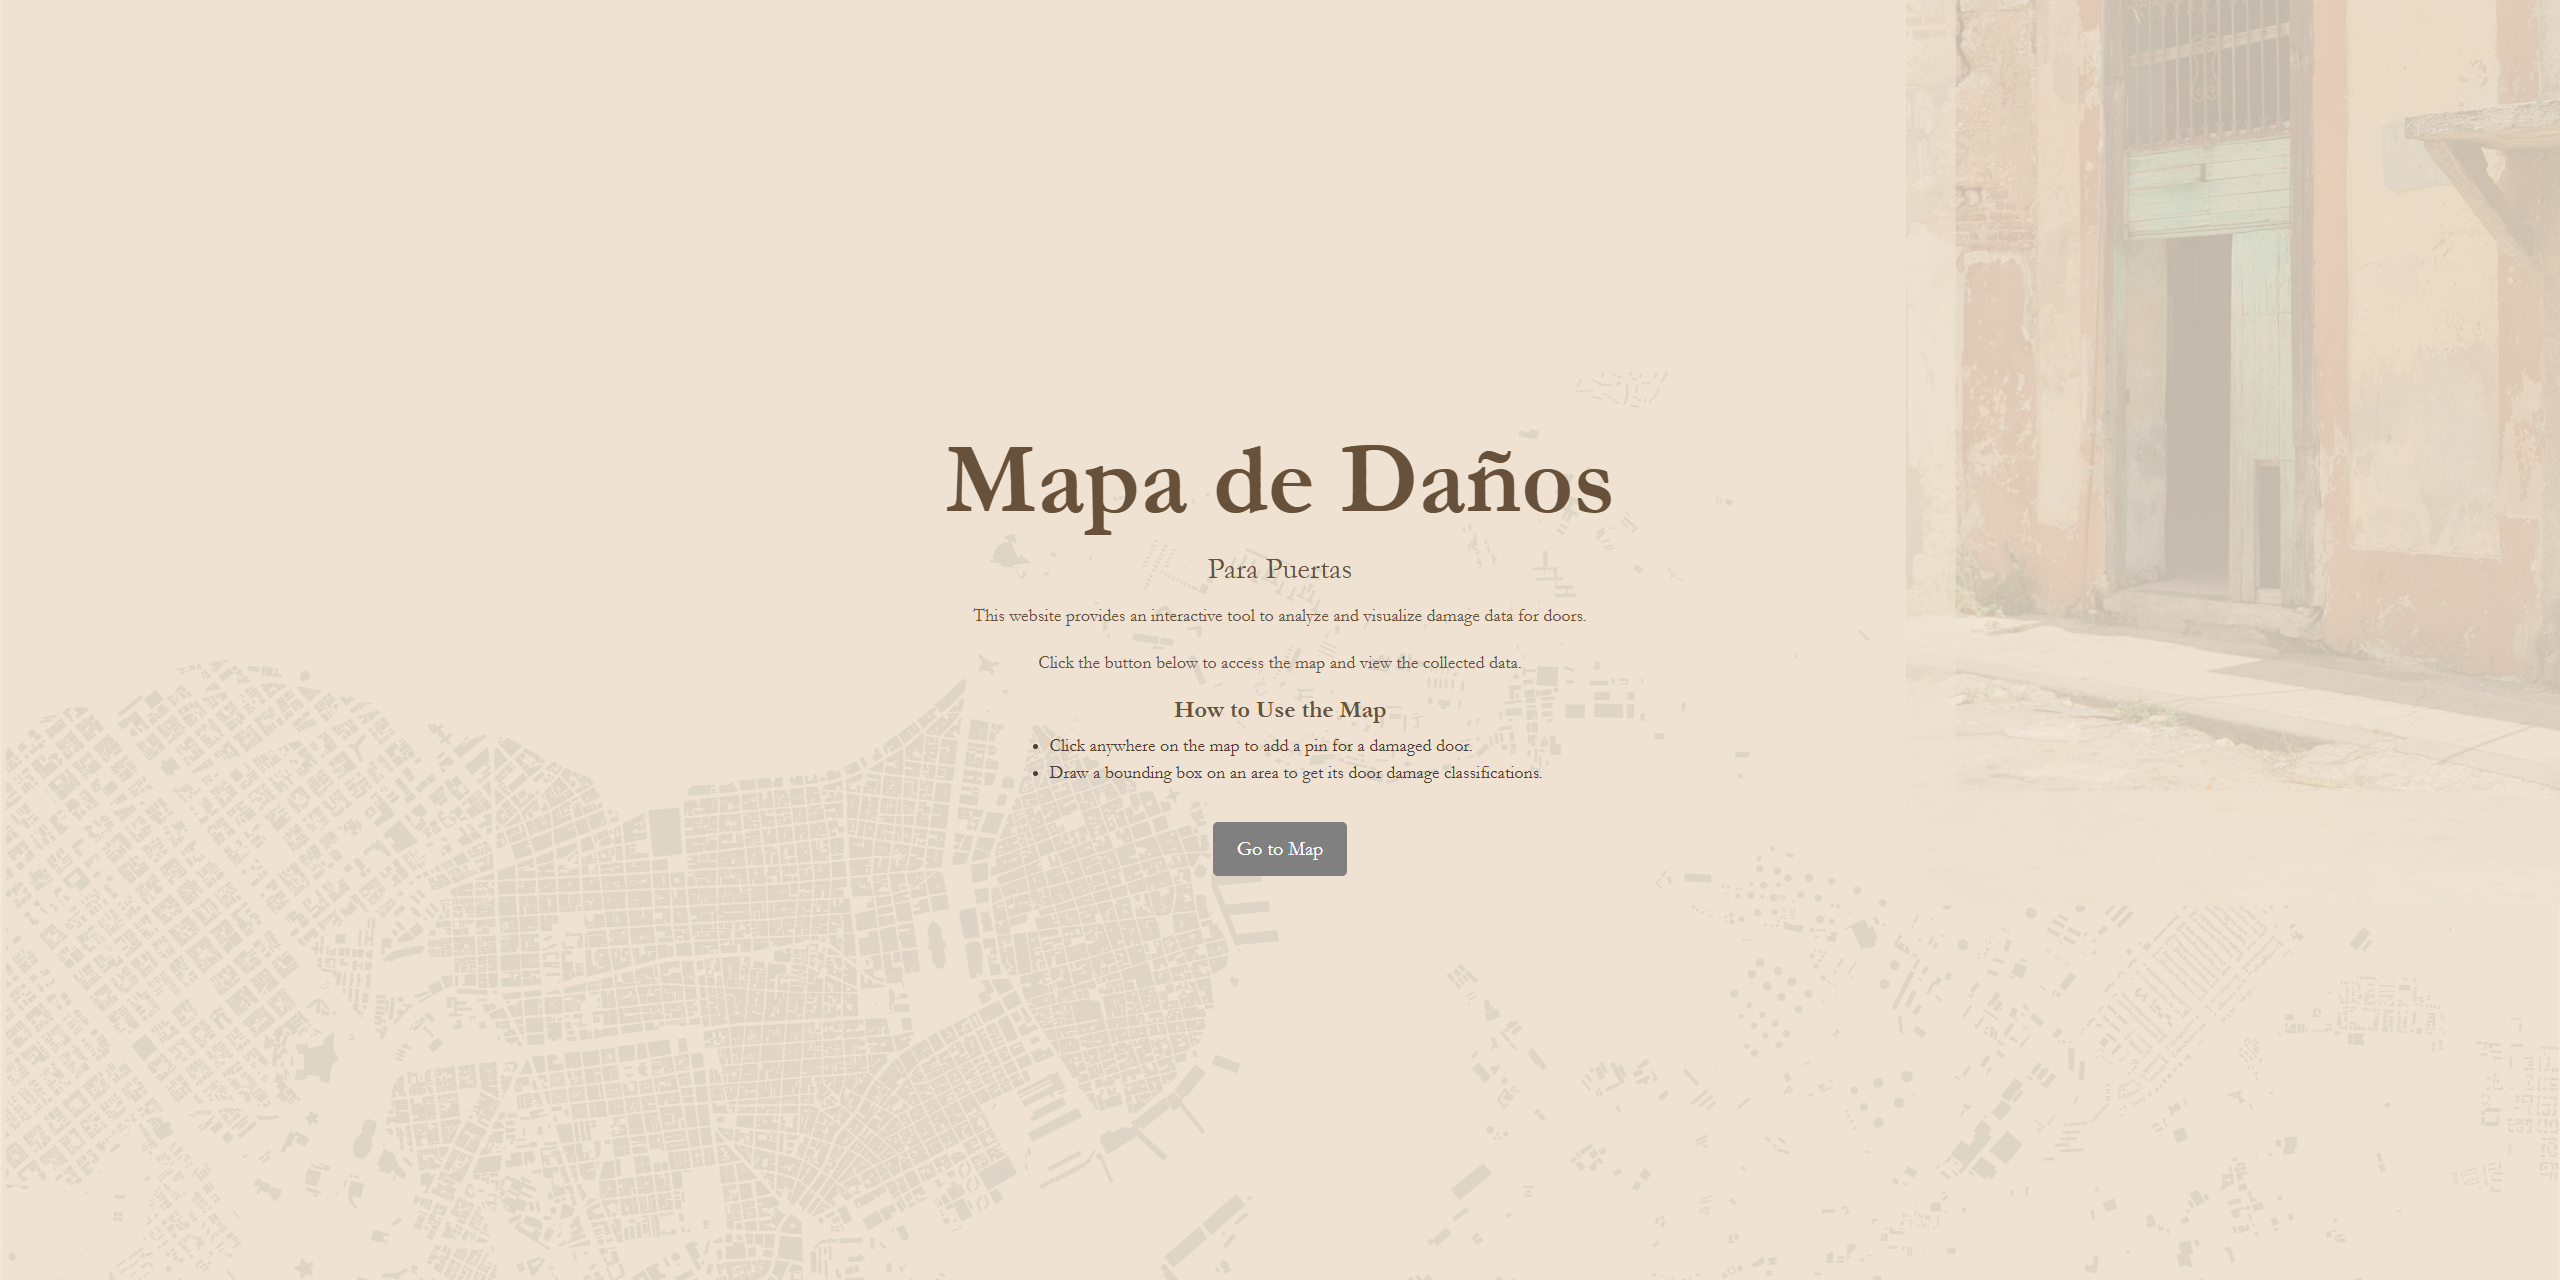 Mapa de Daños
Para Puertas
This website provides an interactive tool to analyze and visualize damage data for doors.
Click the button below to access the map and view the collected data.
How to Use the Map
• Click anywhere on the map to add a pin for a damaged door.
• Draw a bounding box on an area to get its door damage classifications.
Go to Map